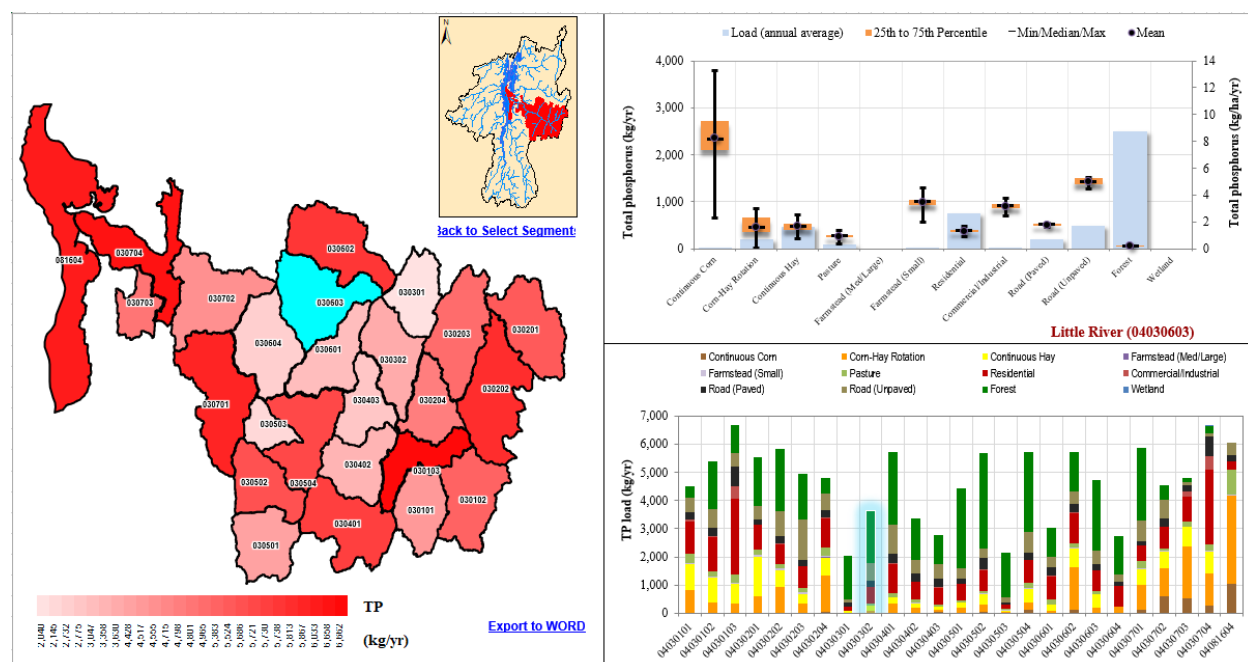 N
Back to Select Segments
081604
030704
030703
030702
030602
030603
030301
030604
030601
030302
030203
030201
030202
030701
030403
030204
030503
030402
030103
030502
030504
030401
030101
030102
030501
TP
(kg/yr)
Export to WORD
Load (annual average)
25th to 75th Percentile
Min/Median/Max
Mean
Total phosphorus (kg/yr)
4,000
3,000
2,000
1,000
0
14
12
10
8
6
4
2
0
Total phosphorus (kg/ha/yr)
Continuous Corn
Corn-Hay Rotation
Continuous Hay
Pasture
Farmstead (Med/Large)
Farmstead (Small)
Residential
Commercial/Industrial
Road (Paved)
Road (Unpaved)
Forest
Wetland
Little River (04030603)
Continuous Corn
Corn-Hay Rotation
Continuous Hay
Farmstead (Med/Large)
Farmstead (Small)
Pasture
Residential
Commercial/Industrial
Road (Paved)
Road (Unpaved)
Forest
Wetland
TP load (kg/yr)
7,000
6,000
5,000
4,000
3,000
2,000
1,000
0
04030101
04030102
04030103
04030201
04030202
04030203
04030204
04030301
04030302
04030401
04030402
04030403
04030501
04030502
04030503
04030504
04030601
04030602
04030603
04030604
04030701
04030702
04030703
04030704
04081604